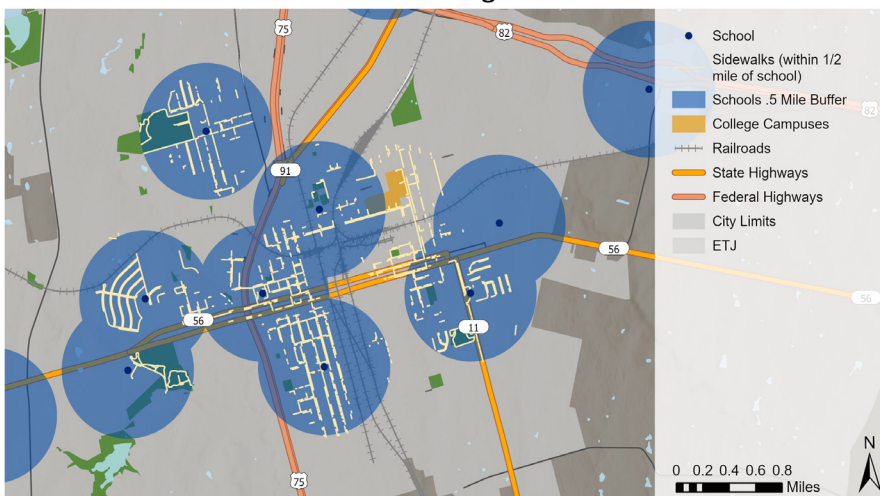 75
82
School
Sidewalks (within 1/2
mile of school)
Schools .5 Mile Buffer
82
College Campuses
Railroads
91
State Highways
Federal Highways
City Limits
56
ETJ
56
56
11
N
0 0.2 0.4 0.6 0.8
Miles
75